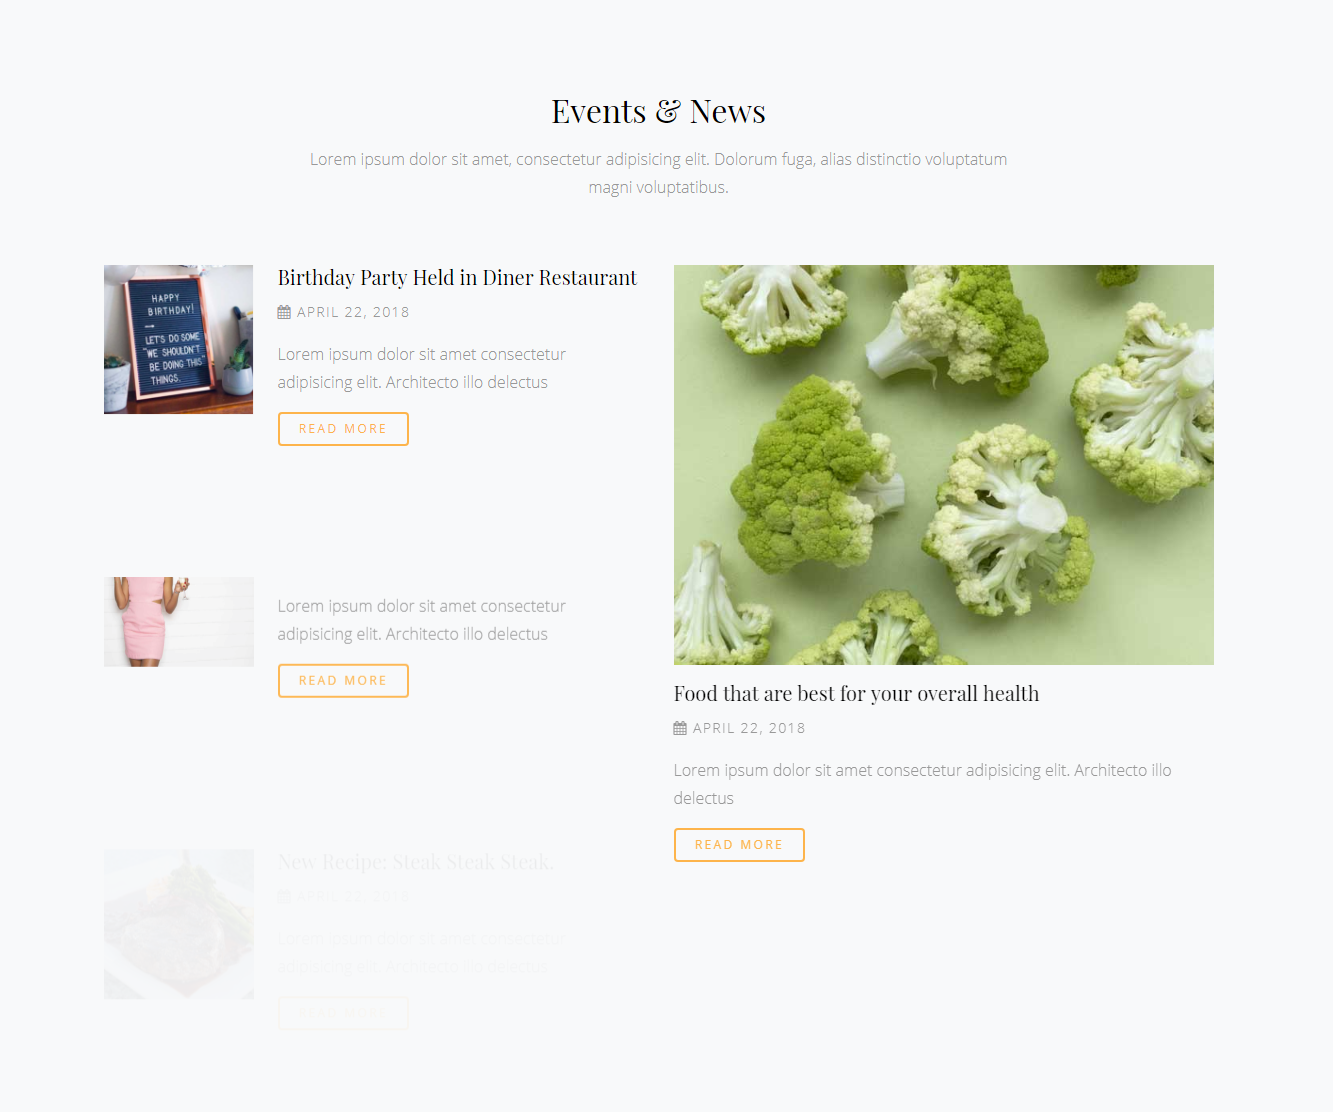 Events & News
Lorem ipsum dolor sit amet, consectetur adipisicing elit. Dolorum fuga, alias distinctio voluptatum
magni voluptatibus.
HAPPY
BIRTHDAY!
LET'S DO SOME
"WE SHOULDN'T
BE DOING THIS"
THINGS.
Birthday Party Held in Diner Restaurant
APRIL 22, 2018
Lorem ipsum dolor sit amet consectetur
adipisicing elit. Architecto illo delectus
READ MORE
Lorem ipsum dolor sit amet consectetur
adipisicing elit. Architecto illo delectus
READ MORE
New Recipe: Steak Steak Steak.
APRIL 22, 2018
Lorem ipsum dolor sit amet consectetur
adipisicing elit. Architecto illo delectus
READ MORE
Food that are best for your overall health
APRIL 22, 2018
Lorem ipsum dolor sit amet consectetur adipisicing elit. Architecto illo
delectus
READ MORE